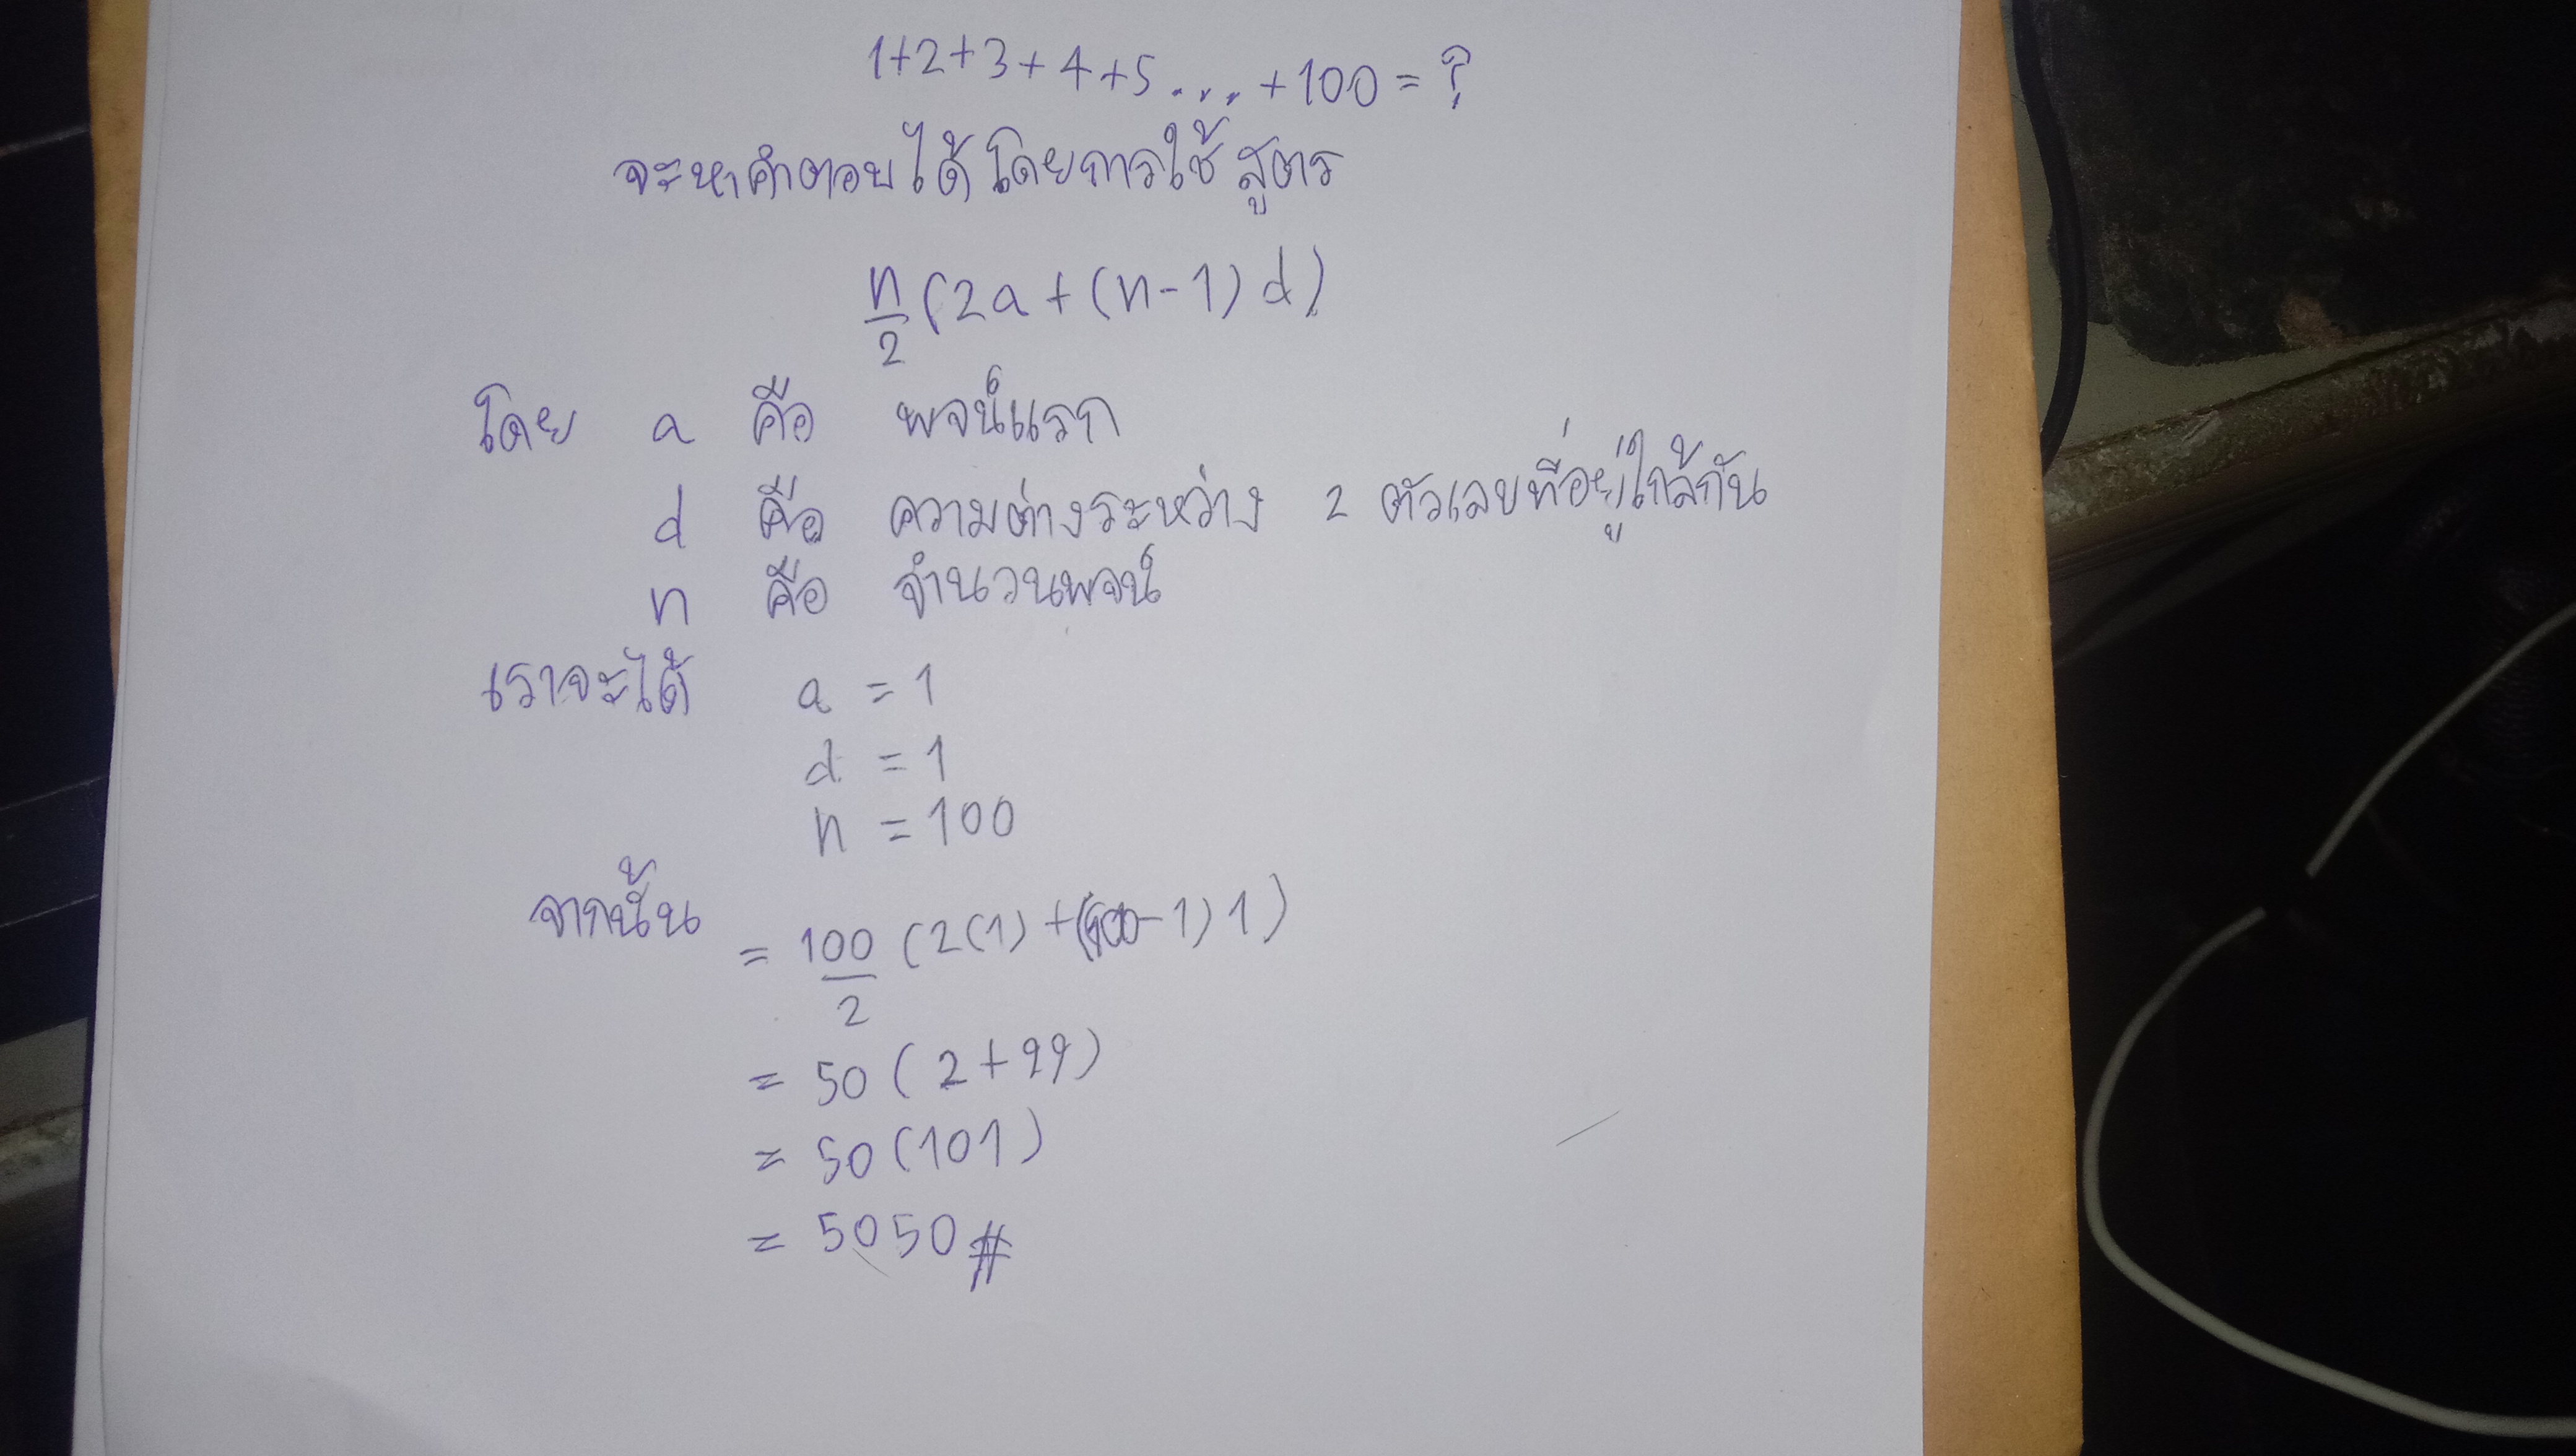 1+2+3+4+5... +100 = ?
จะหาคำตอบได้โดยการใช้สูตร
n/2 (2a + (n-1)d)
โดย a คือ พจน์แรก
d คือ ความต่างระหว่าง 2 ตัวเลขที่อยู่ใกล้กัน
n คือ จำนวนพจน์
เราจะได้ a = 1
d = 1
n = 100
จากนั้น = 100/2 (2(1) + (100-1)1)
= 50 (2+99)
= 50 (101)
= 5050 #